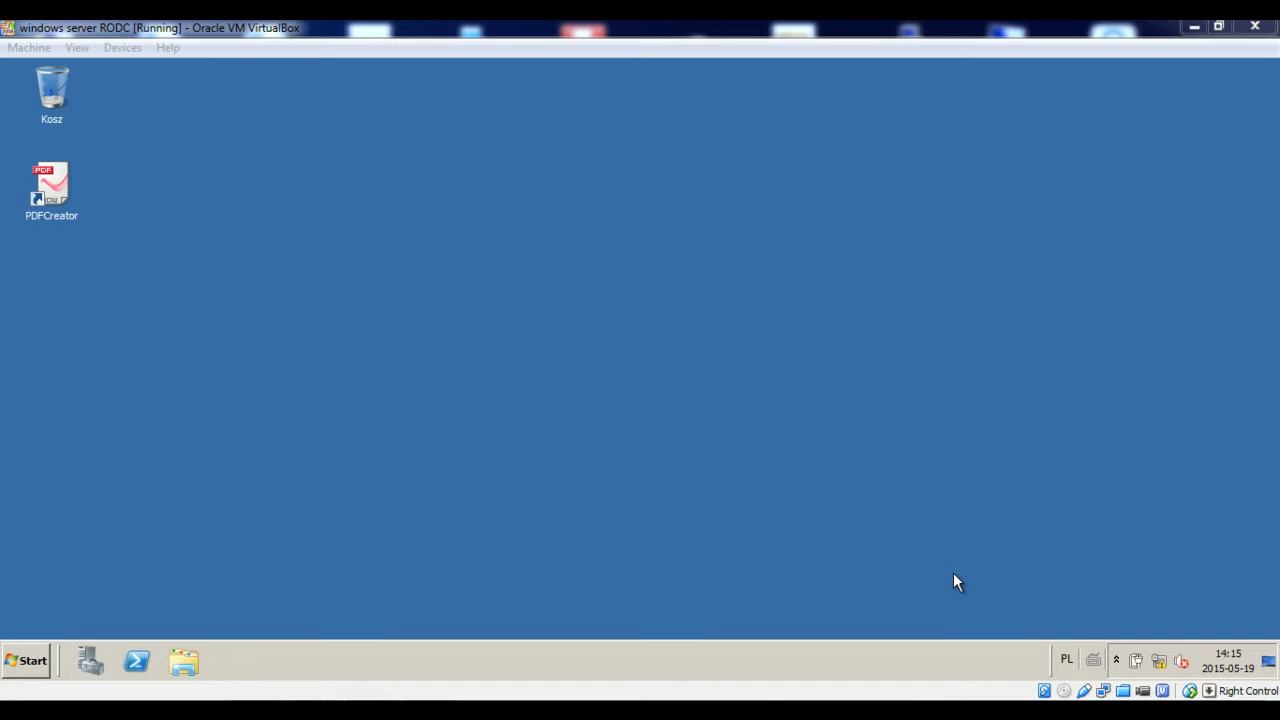 windows server RODC [Running] - Oracle VM VirtualBox
Machine View Devices Help
Kosz
PDF
PDFCreator
Start
PL
14:15
2015-05-19
Right Control